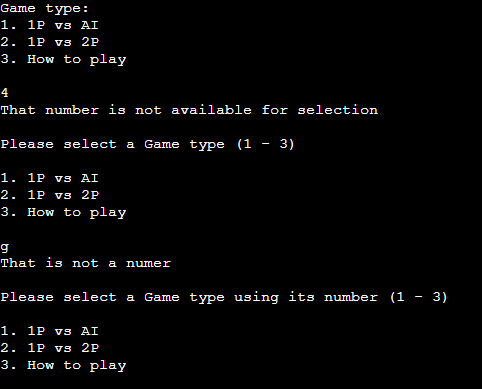 Game type:
1. 1P vs AI
2. 1P vs 2P
3. How to play
4
That number is not available for selection
Please select a Game type (1 - 3)
1. 1P vs AI
2. 1P vs 2P
3. How to play
g
That is not a numer
Please select a Game type using its number (1 - 3)
1. 1P vs AI
2. 1P vs 2P
3. How to play